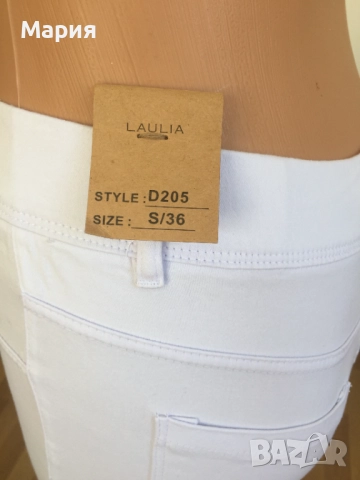 Мария
LAULIA
STYLE: D205
SIZE: S/36
BAZAR